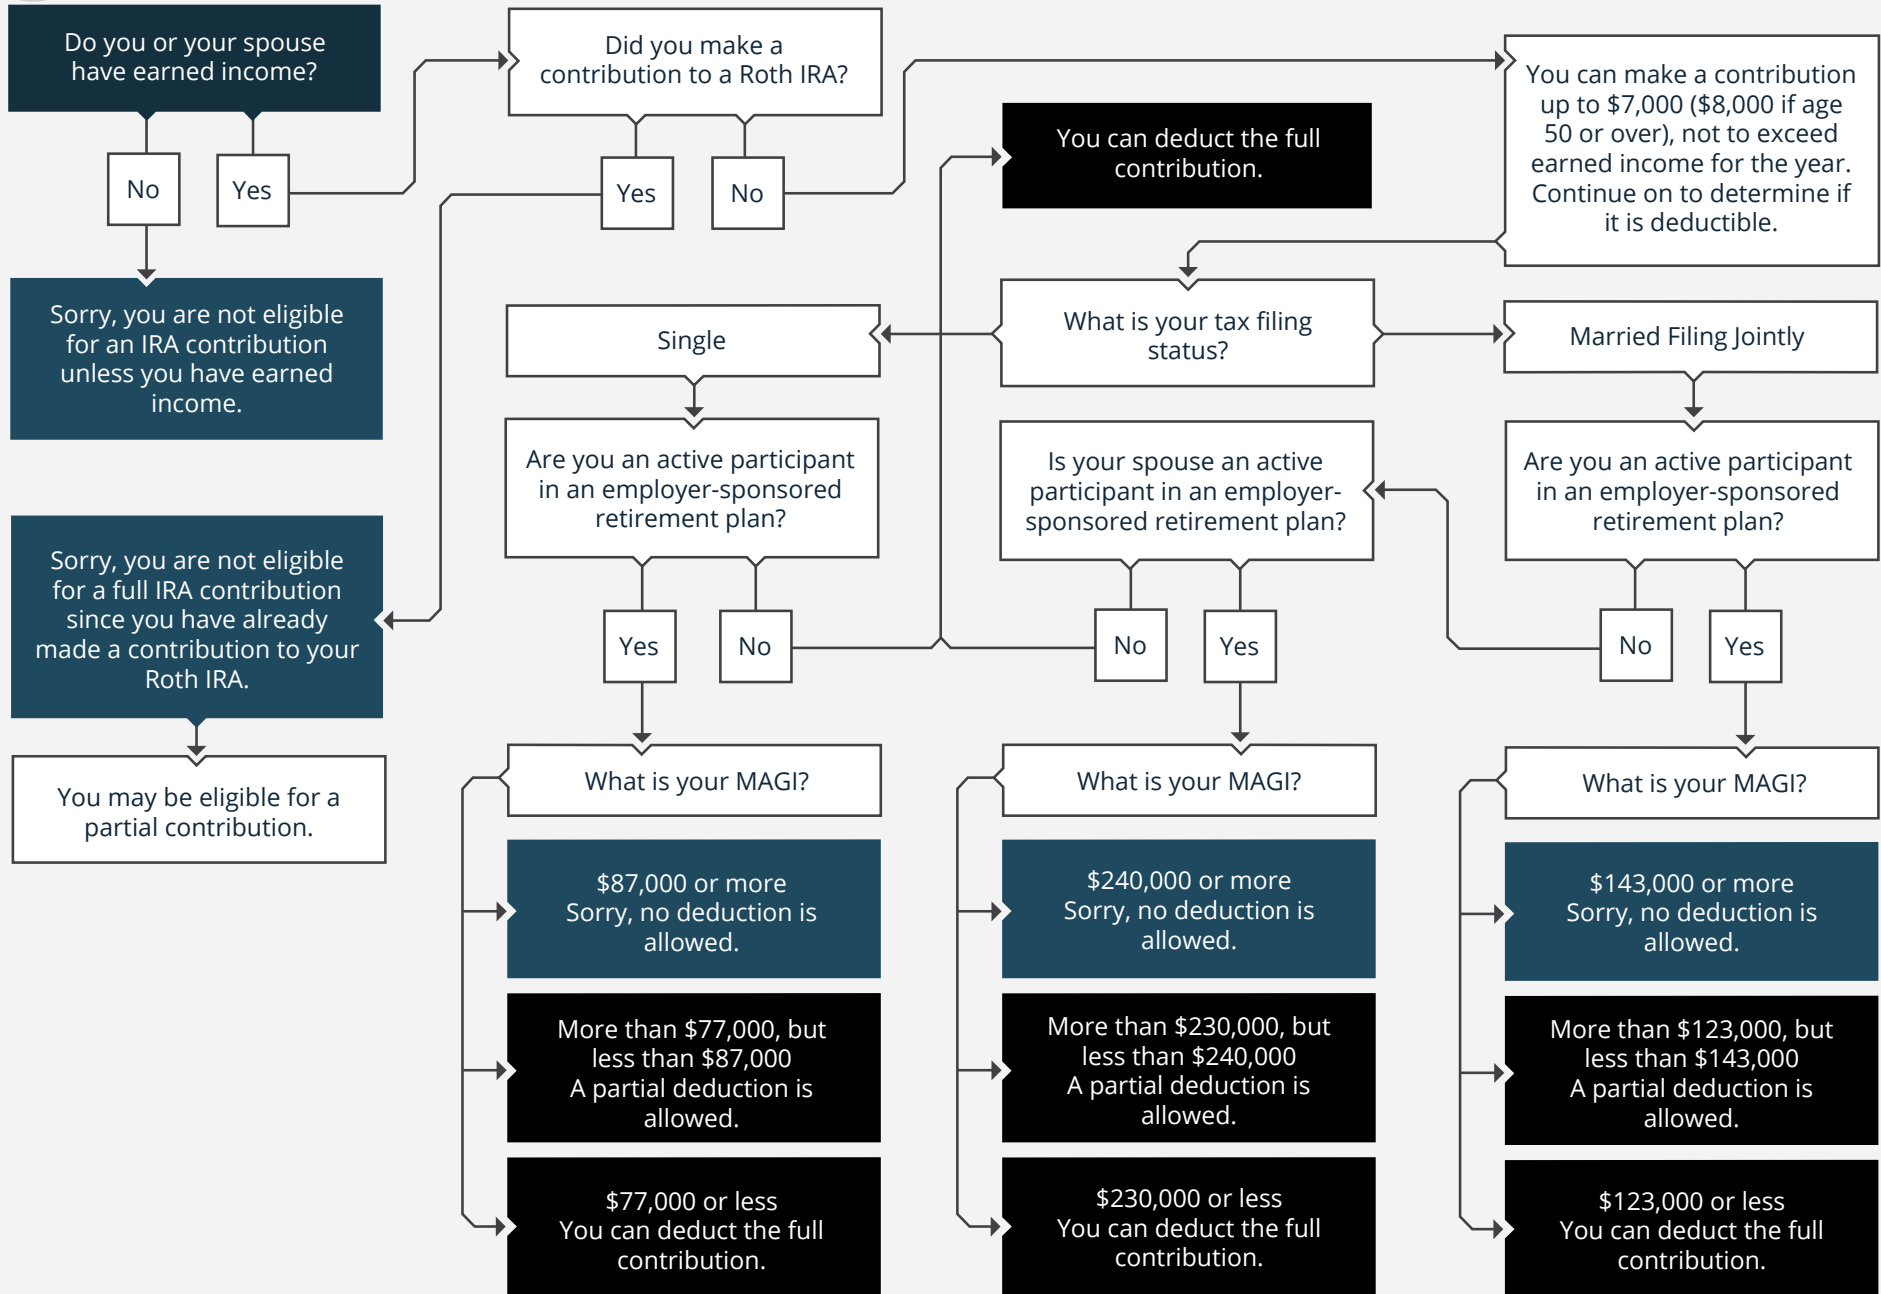 Do you or your spouse
have earned income?
No
Yes
Did you make a
contribution to a Roth IRA?
Yes
No
You can make a contribution
up to $7,000 ($8,000 if age
50 or over), not to exceed
earned income for the year.
Continue on to determine if
it is deductible.
You can deduct the full
contribution.
Sorry, you are not eligible
for an IRA contribution
unless you have earned
income.
What is your tax filing
status?
Single
Married Filing Jointly
Are you an active participant
in an employer-sponsored
retirement plan?
Yes
No
Is your spouse an active
participant in an employer-
sponsored retirement plan?
No
Yes
Are you an active participant
in an employer-sponsored
retirement plan?
No
Yes
Sorry, you are not eligible
for a full IRA contribution
since you have already
made a contribution to your
Roth IRA.
You may be eligible for a
partial contribution.
What is your MAGI?
$87,000 or more
Sorry, no deduction is
allowed.
More than $77,000, but
less than $87,000
A partial deduction is
allowed.
$77,000 or less
You can deduct the full
contribution.
What is your MAGI?
$240,000 or more
Sorry, no deduction is
allowed.
More than $230,000, but
less than $240,000
A partial deduction is
allowed.
$230,000 or less
You can deduct the full
contribution.
What is your MAGI?
$143,000 or more
Sorry, no deduction is
allowed.
More than $123,000, but
less than $143,000
A partial deduction is
allowed.
$123,000 or less
You can deduct the full
contribution.